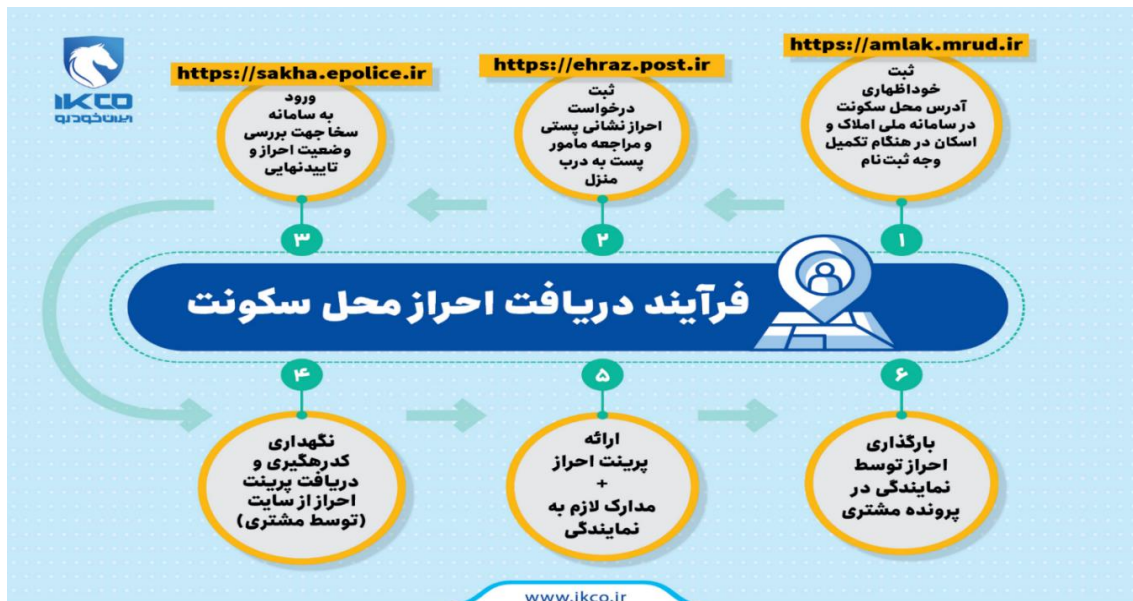 IKCO
ایران خودرو
https://amlak.mrud.ir
ثبت
خوداظهاری
آدرس محل سکونت
در سامانه ملی املاک و
اسکان در هنگام تکمیل
وجه ثبت‌نام
۱
https://ehraz.post.ir
ثبت
درخواست
احراز نشانی پستی
و مراجعه مامور
پست به درب
منزل
۲
https://sakha.epolice.ir
ورود
به سامانه
سخا جهت بررسی
وضعیت احراز و
تاییدنهایی
۳
فرآیند دریافت احراز محل سکونت
۴
نگهداری
کدرهگیری و
دریافت پرینت
احراز از سایت
(توسط مشتری)
۵
ارائه
پرینت احراز
+
مدارک لازم به
نمایندگی
۶
بارگذاری
احراز توسط
نمایندگی در
پرونده مشتری
www.ikco.ir